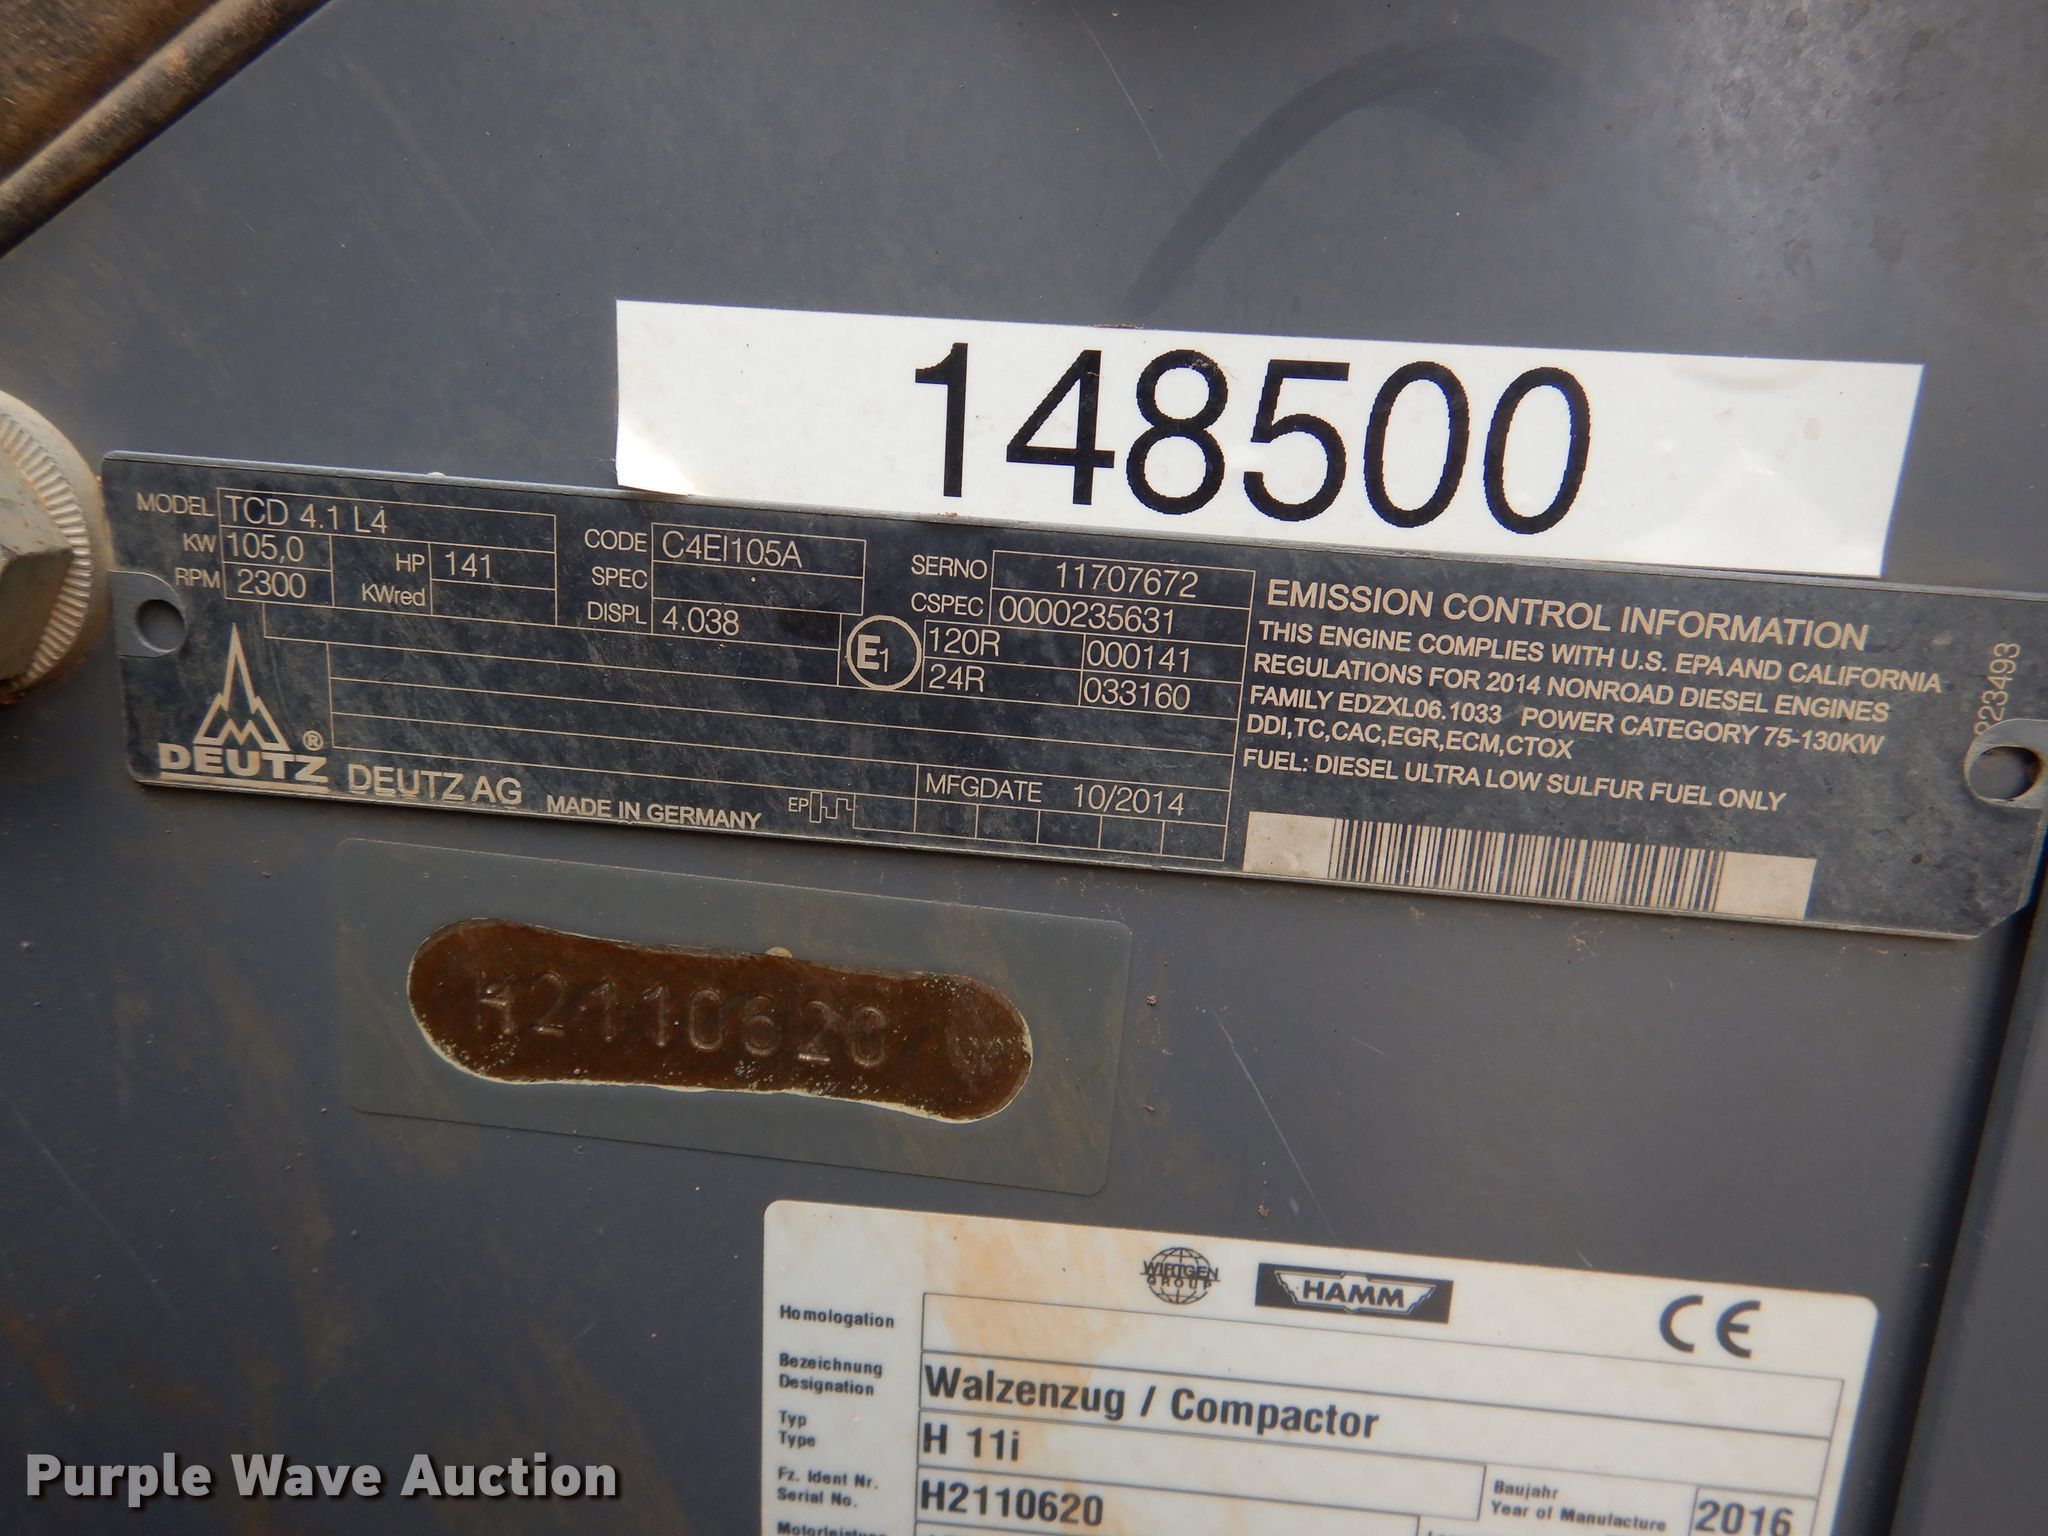 148500
MODEL TCD 4.1 L4
KW 105,0 HP 141
RPM 2300 KWred
CODE C4EI105A
SPEC
DISPL 4.038
SERNO 11707672
CSPEC 0000235631
E1 120R 000141
24R 033160
DEUTZ ®
DEUTZ AG MADE IN GERMANY EP
MFGDATE 10/2014
EMISSION CONTROL INFORMATION
THIS ENGINE COMPLIES WITH U.S. EPA AND CALIFORNIA
REGULATIONS FOR 2014 NONROAD DIESEL ENGINES
FAMILY EDZXL06.1033 POWER CATEGORY 75-130KW
DDI,TC,CAC,EGR,ECM,CTOX
FUEL: DIESEL ULTRA LOW SULFUR FUEL ONLY
H2110620
WIRTGEN
GROUP
HAMM
CE
Homologation
Bezeichnung
Designation
Walzenzug / Compactor
Typ
Type
H 11i
Fz. Ident Nr.
Serial No.
H2110620
Baujahr
Year of Manufacture
2016
Purple Wave Auction